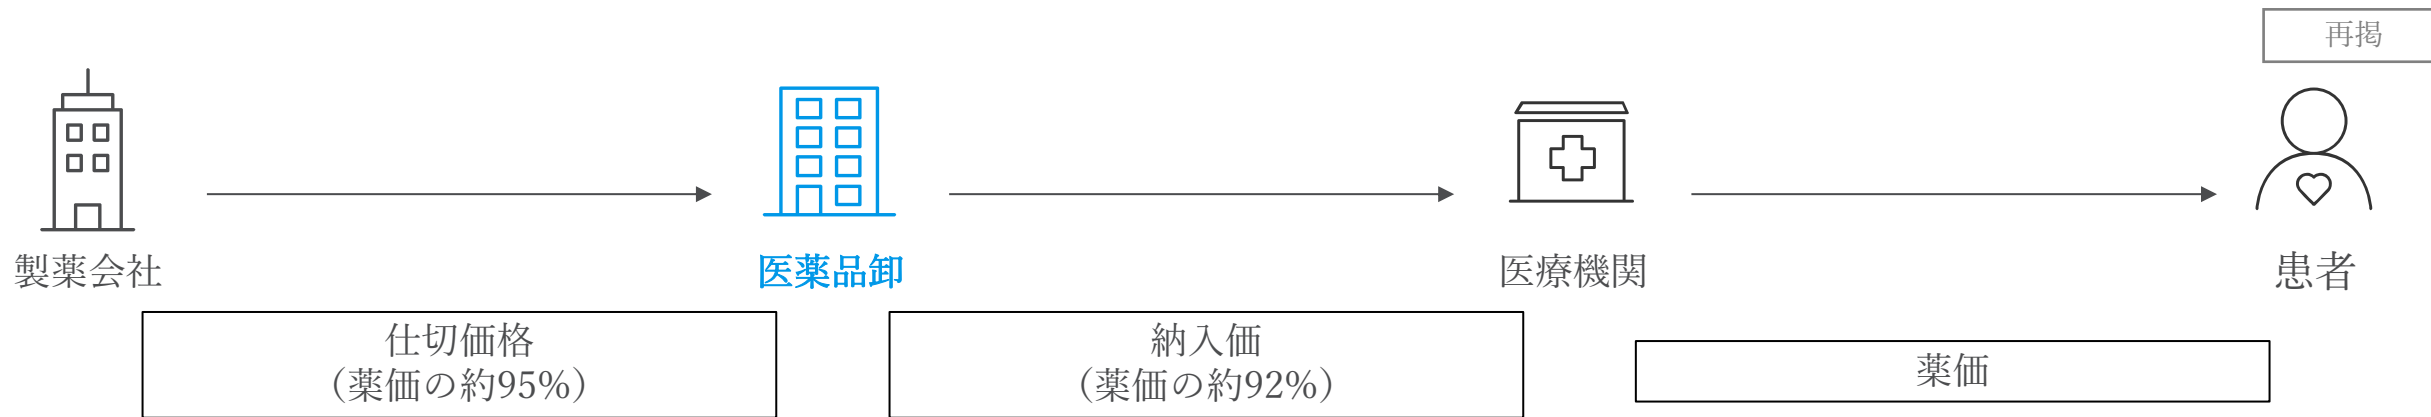 再掲
製薬会社
医薬品卸
医療機関
患者
仕切価格
（薬価の約95%）
納入価
（薬価の約92%）
薬価